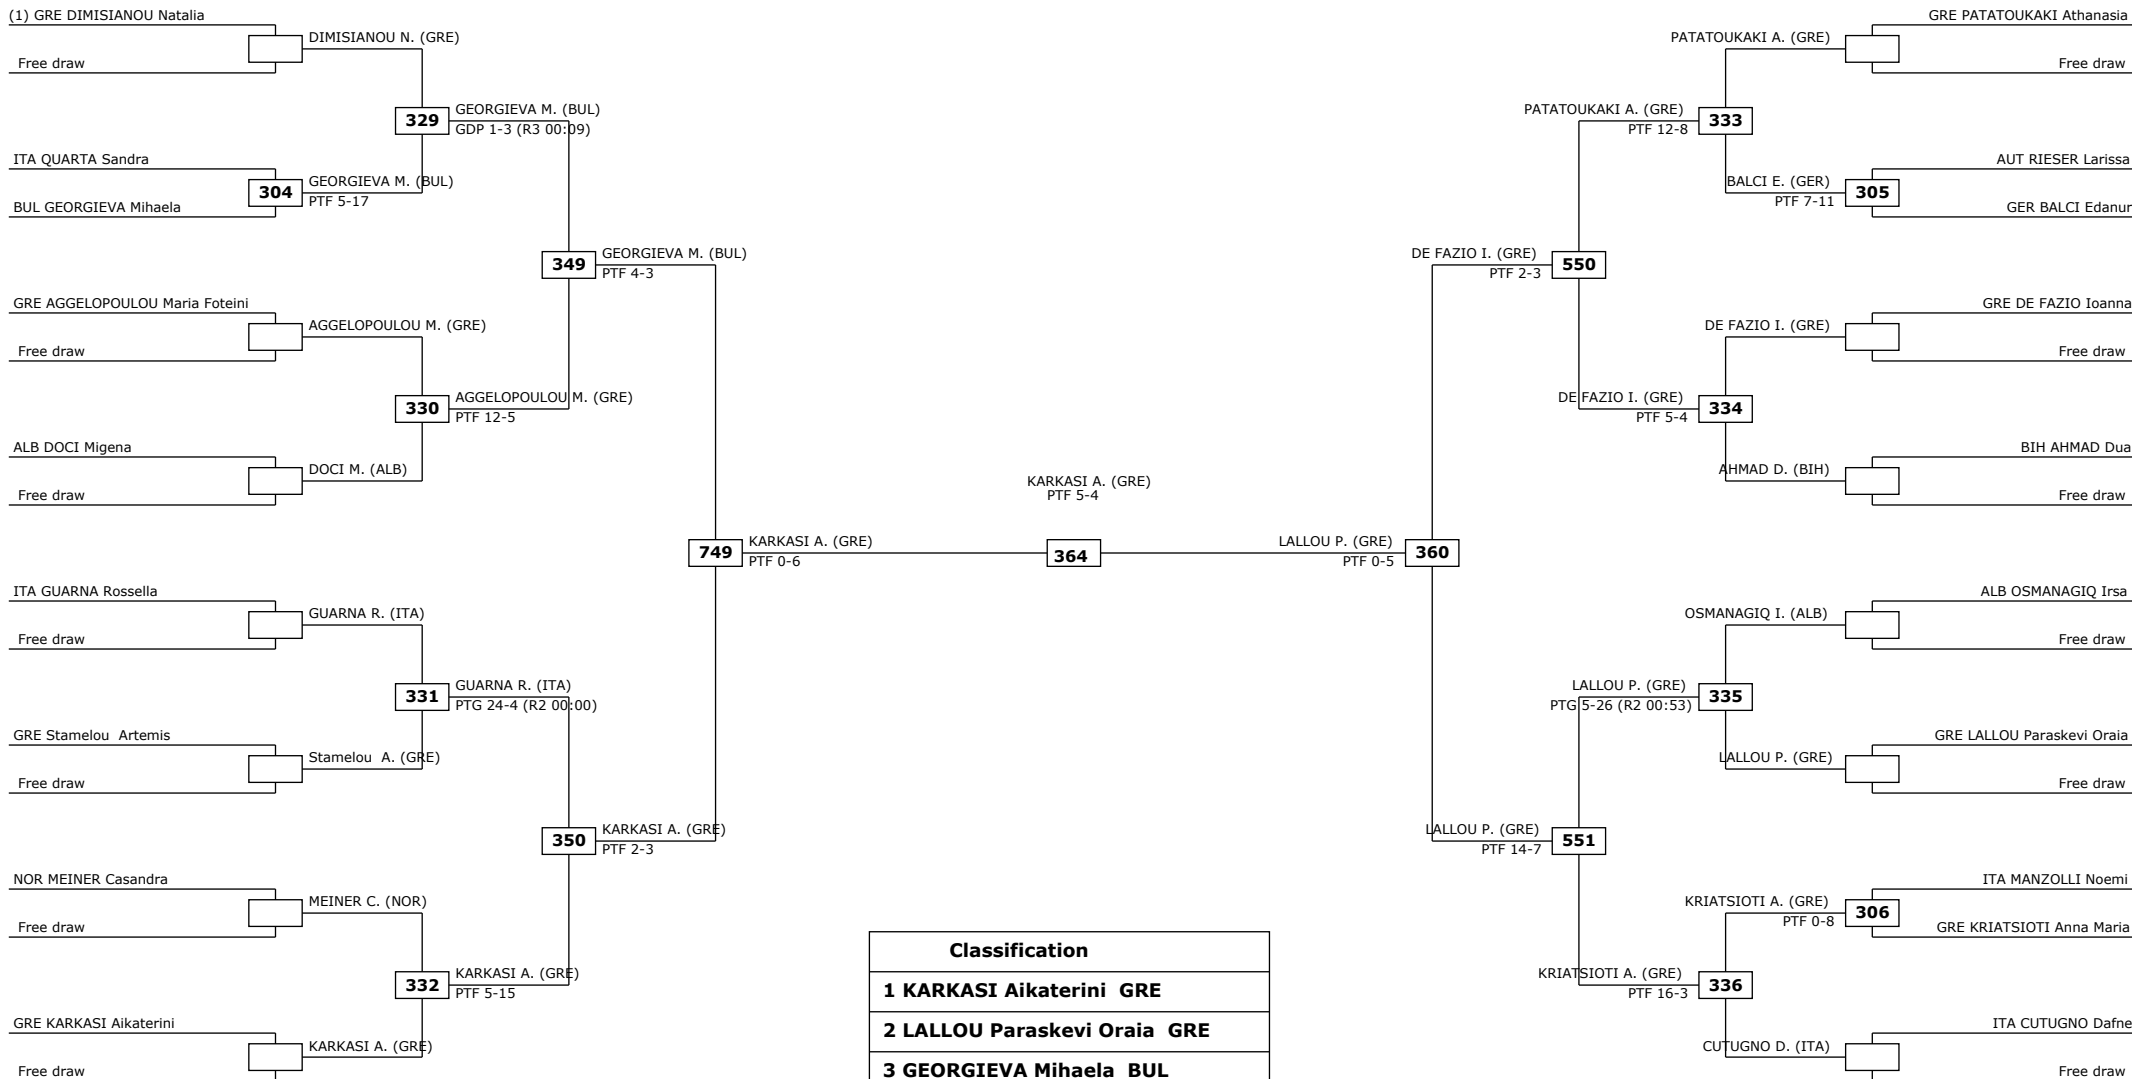 (1) GRE DIMISIANOU Natalia
DIMISIANOU N. (GRE)
Free draw
329
GEORGIEVA M. (BUL)
GDP 1-3 (R3 00:09)
ITA QUARTA Sandra
304
GEORGIEVA M. (BUL)
PTF 5-17
BUL GEORGIEVA Mihaela
349
GEORGIEVA M. (BUL)
PTF 4-3
GRE AGGELOPOULOU Maria Foteini
AGGELOPOULOU M. (GRE)
Free draw
330
AGGELOPOULOU M. (GRE)
PTF 12-5
ALB DOCI Migena
DOCI M. (ALB)
Free draw
749
KARKASI A. (GRE)
PTF 0-6
ITA GUARNA Rossella
GUARNA R. (ITA)
Free draw
331
GUARNA R. (ITA)
PTG 24-4 (R2 00:00)
GRE Stamelou  Artemis
Stamelou  A. (GRE)
Free draw
350
KARKASI A. (GRE)
PTF 2-3
NOR MEINER Casandra
MEINER C. (NOR)
Free draw
332
KARKASI A. (GRE)
PTF 5-15
GRE KARKASI Aikaterini
KARKASI A. (GRE)
Free draw
KARKASI A. (GRE)
PTF 5-4
364
Classification
1 KARKASI Aikaterini  GRE
2 LALLOU Paraskevi Oraia  GRE
3 GEORGIEVA Mihaela  BUL
GRE PATATOUKAKI Athanasia
PATATOUKAKI A. (GRE)
Free draw
PATATOUKAKI A. (GRE)
PTF 12-8
333
AUT RIESER Larissa
BALCI E. (GER)
PTF 7-11
305
GER BALCI Edanur
DE FAZIO I. (GRE)
PTF 2-3
550
GRE DE FAZIO Ioanna
DE FAZIO I. (GRE)
Free draw
DE FAZIO I. (GRE)
PTF 5-4
334
BIH AHMAD Dua
AHMAD D. (BIH)
Free draw
LALLOU P. (GRE)
PTF 0-5
360
ALB OSMANAGIQ Irsa
OSMANAGIQ I. (ALB)
Free draw
LALLOU P. (GRE)
PTG 5-26 (R2 00:53)
335
GRE LALLOU Paraskevi Oraia
LALLOU P. (GRE)
Free draw
LALLOU P. (GRE)
PTF 14-7
551
ITA MANZOLLI Noemi
KRIATSIOTI A. (GRE)
PTF 0-8
306
GRE KRIATSIOTI Anna Maria
KRIATSIOTI A. (GRE)
PTF 16-3
336
ITA CUTUGNO Dafne
CUTUGNO D. (ITA)
Free draw